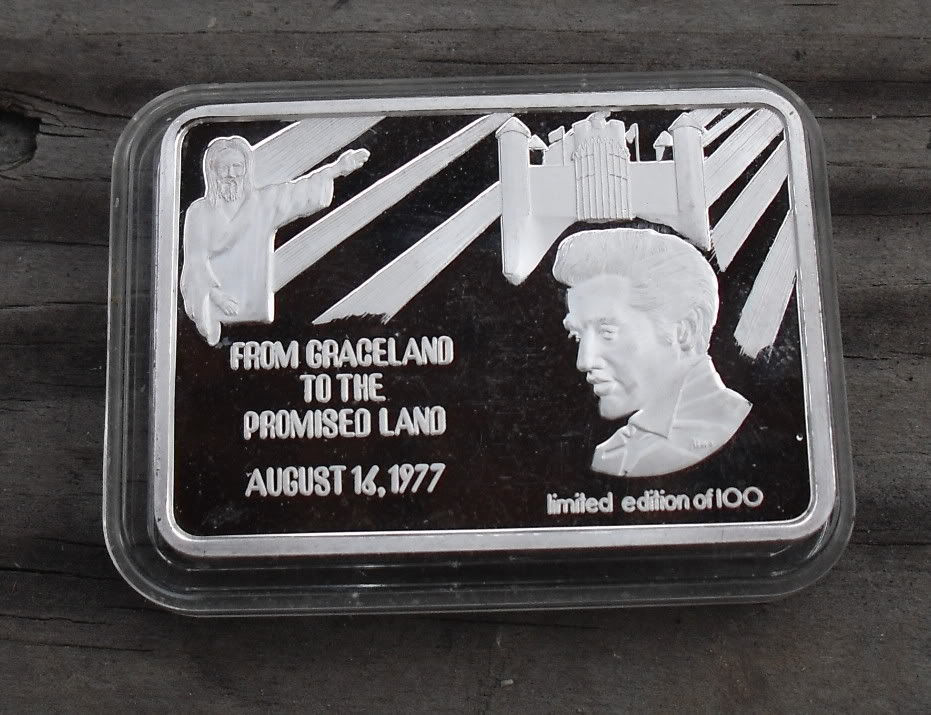 FROM GRACELAND
TO THE
PROMISED LAND
AUGUST 16, 1977
limited edition of 100